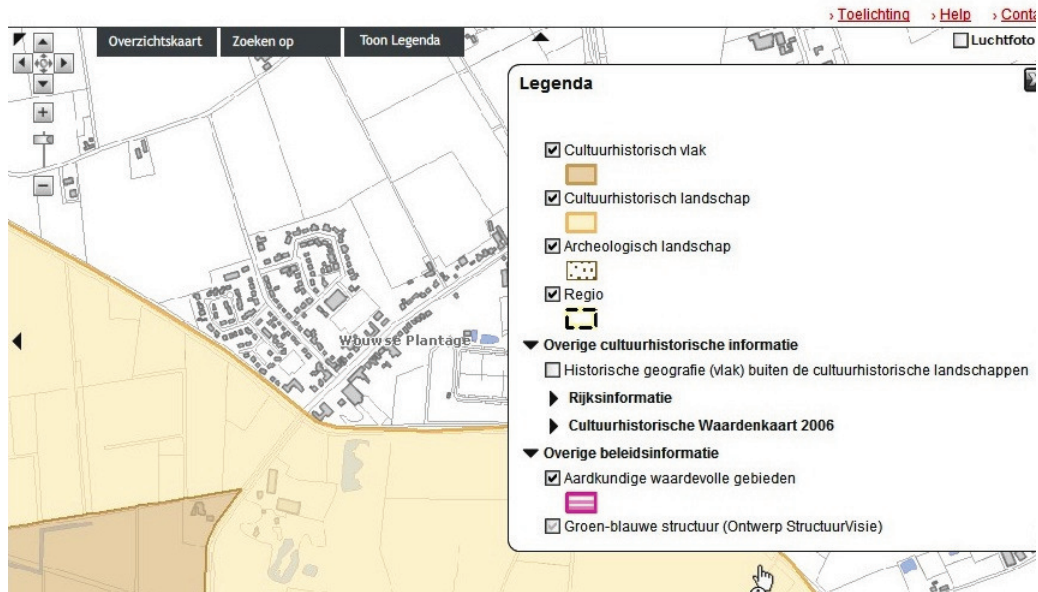 › Toelichting › Help › Conta
Overzichtskaart Zoeken op Toon Legenda
Luchtfoto
Legenda
Cultuurhistorisch vlak
Cultuurhistorisch landschap
Archeologisch landschap
Regio
Wouwse Plantage
Overige cultuurhistorische informatie
Historische geografie (vlak) buiten de cultuurhistorische landschappen
Rijksinformatie
Cultuurhistorische Waardenkaart 2006
Overige beleidsinformatie
Aardkundige waardevolle gebieden
Groen-blauwe structuur (Ontwerp StructuurVisie)